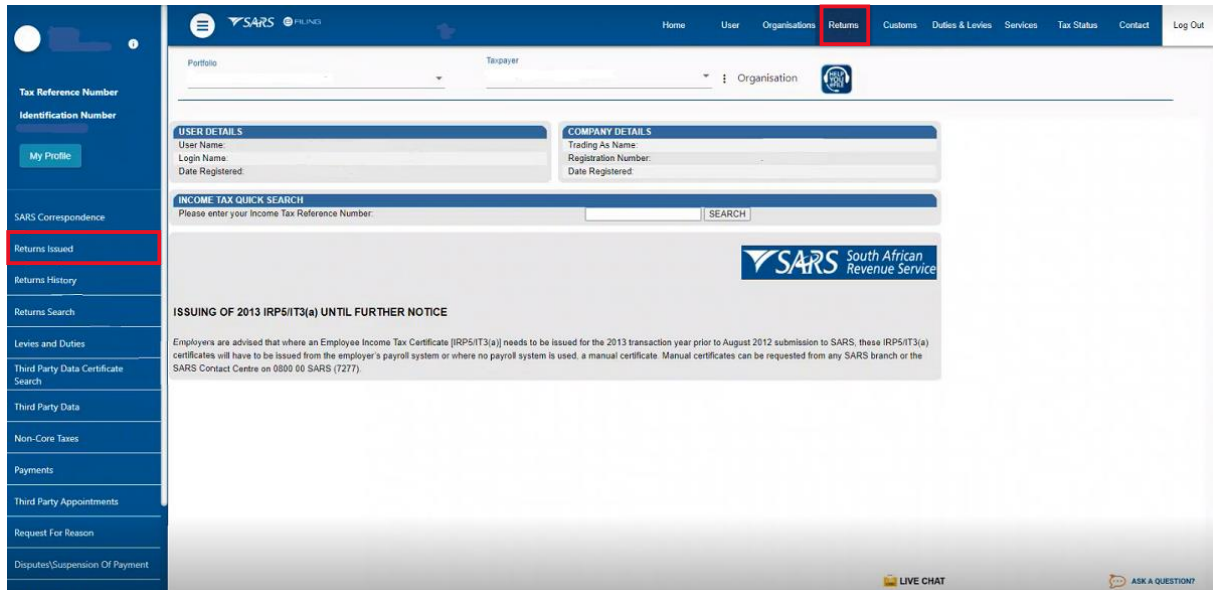 SARS eFILING
Home User Organisations Returns Customs Duties & Levies Services Tax Status Contact Log Out
Tax Reference Number
Identification Number
My Profile
SARS Correspondence
Returns Issued
Returns History
Returns Search
Levies and Duties
Third Party Data Certificate
Search
Third Party Data
Non-Core Taxes
Payments
Third Party Appointments
Request For Reason
Disputes\Suspension Of Payment
Portfolio
Taxpayer
Organisation
HELP
YOU
eFILE
USER DETAILS
User Name:
Login Name:
Date Registered:
COMPANY DETAILS
Trading As Name:
Registration Number:
Date Registered:
INCOME TAX QUICK SEARCH
Please enter your Income Tax Reference Number:
SEARCH
SARS South African
Revenue Service
ISSUING OF 2013 IRP5/IT3(a) UNTIL FURTHER NOTICE
Employers are advised that where an Employee Income Tax Certificate [IRP5/IT3(a)] needs to be issued for the 2013 transaction year prior to August 2012 submission to SARS, these IRP5/IT3(a)
certificates will have to be issued from the employer's payroll system or where no payroll system is used, a manual certificate. Manual certificates can be requested from any SARS branch or the
SARS Contact Centre on 0800 00 SARS (7277).
LIVE CHAT
ASK A QUESTION?